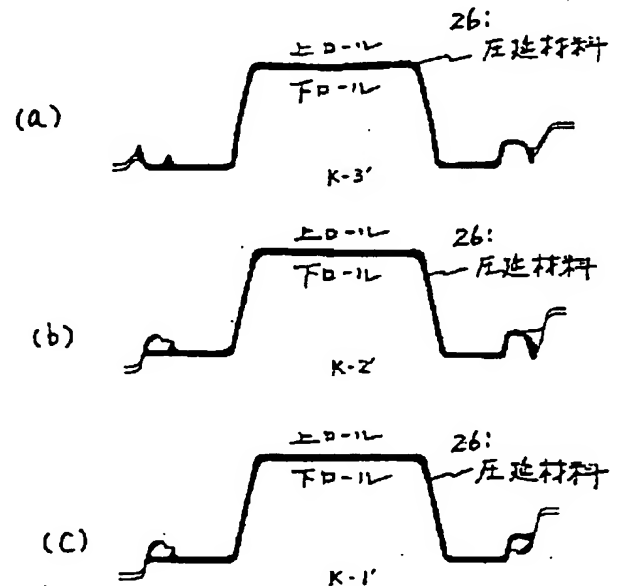 26:
上ロール
圧延材料
下ロール
(a)
K-3'
26:
上ロール
圧延材料
下ロール
(b)
K-2'
26:
上ロール
圧延材料
下ロール
(C)
K-1'